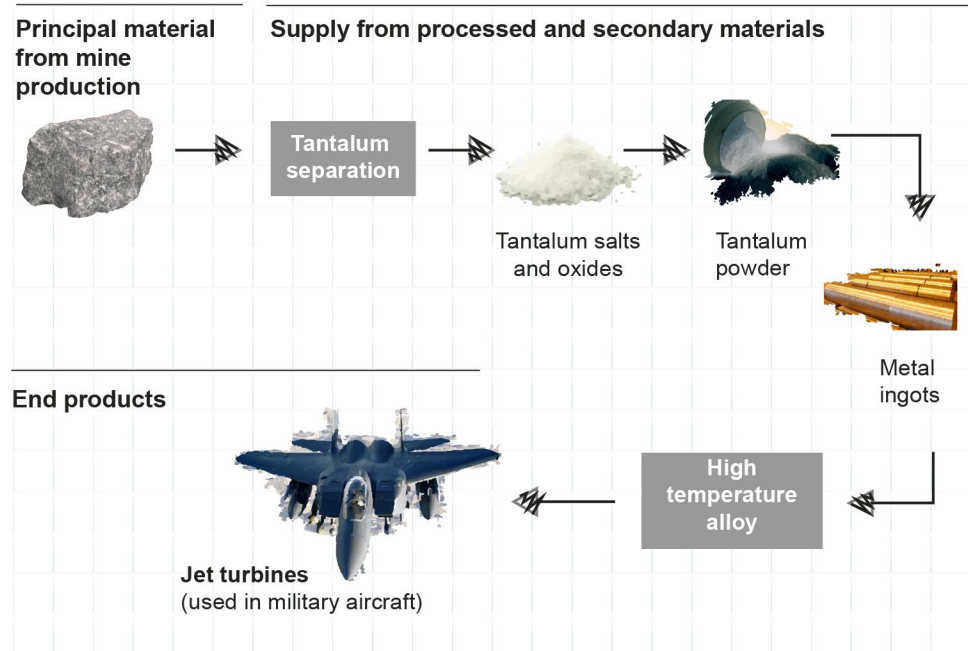 Principal material
from mine
production
Supply from processed and secondary materials
Tantalum
separation
Tantalum salts
and oxides
Tantalum
powder
Metal
ingots
End products
High
temperature
alloy
Jet turbines
(used in military aircraft)